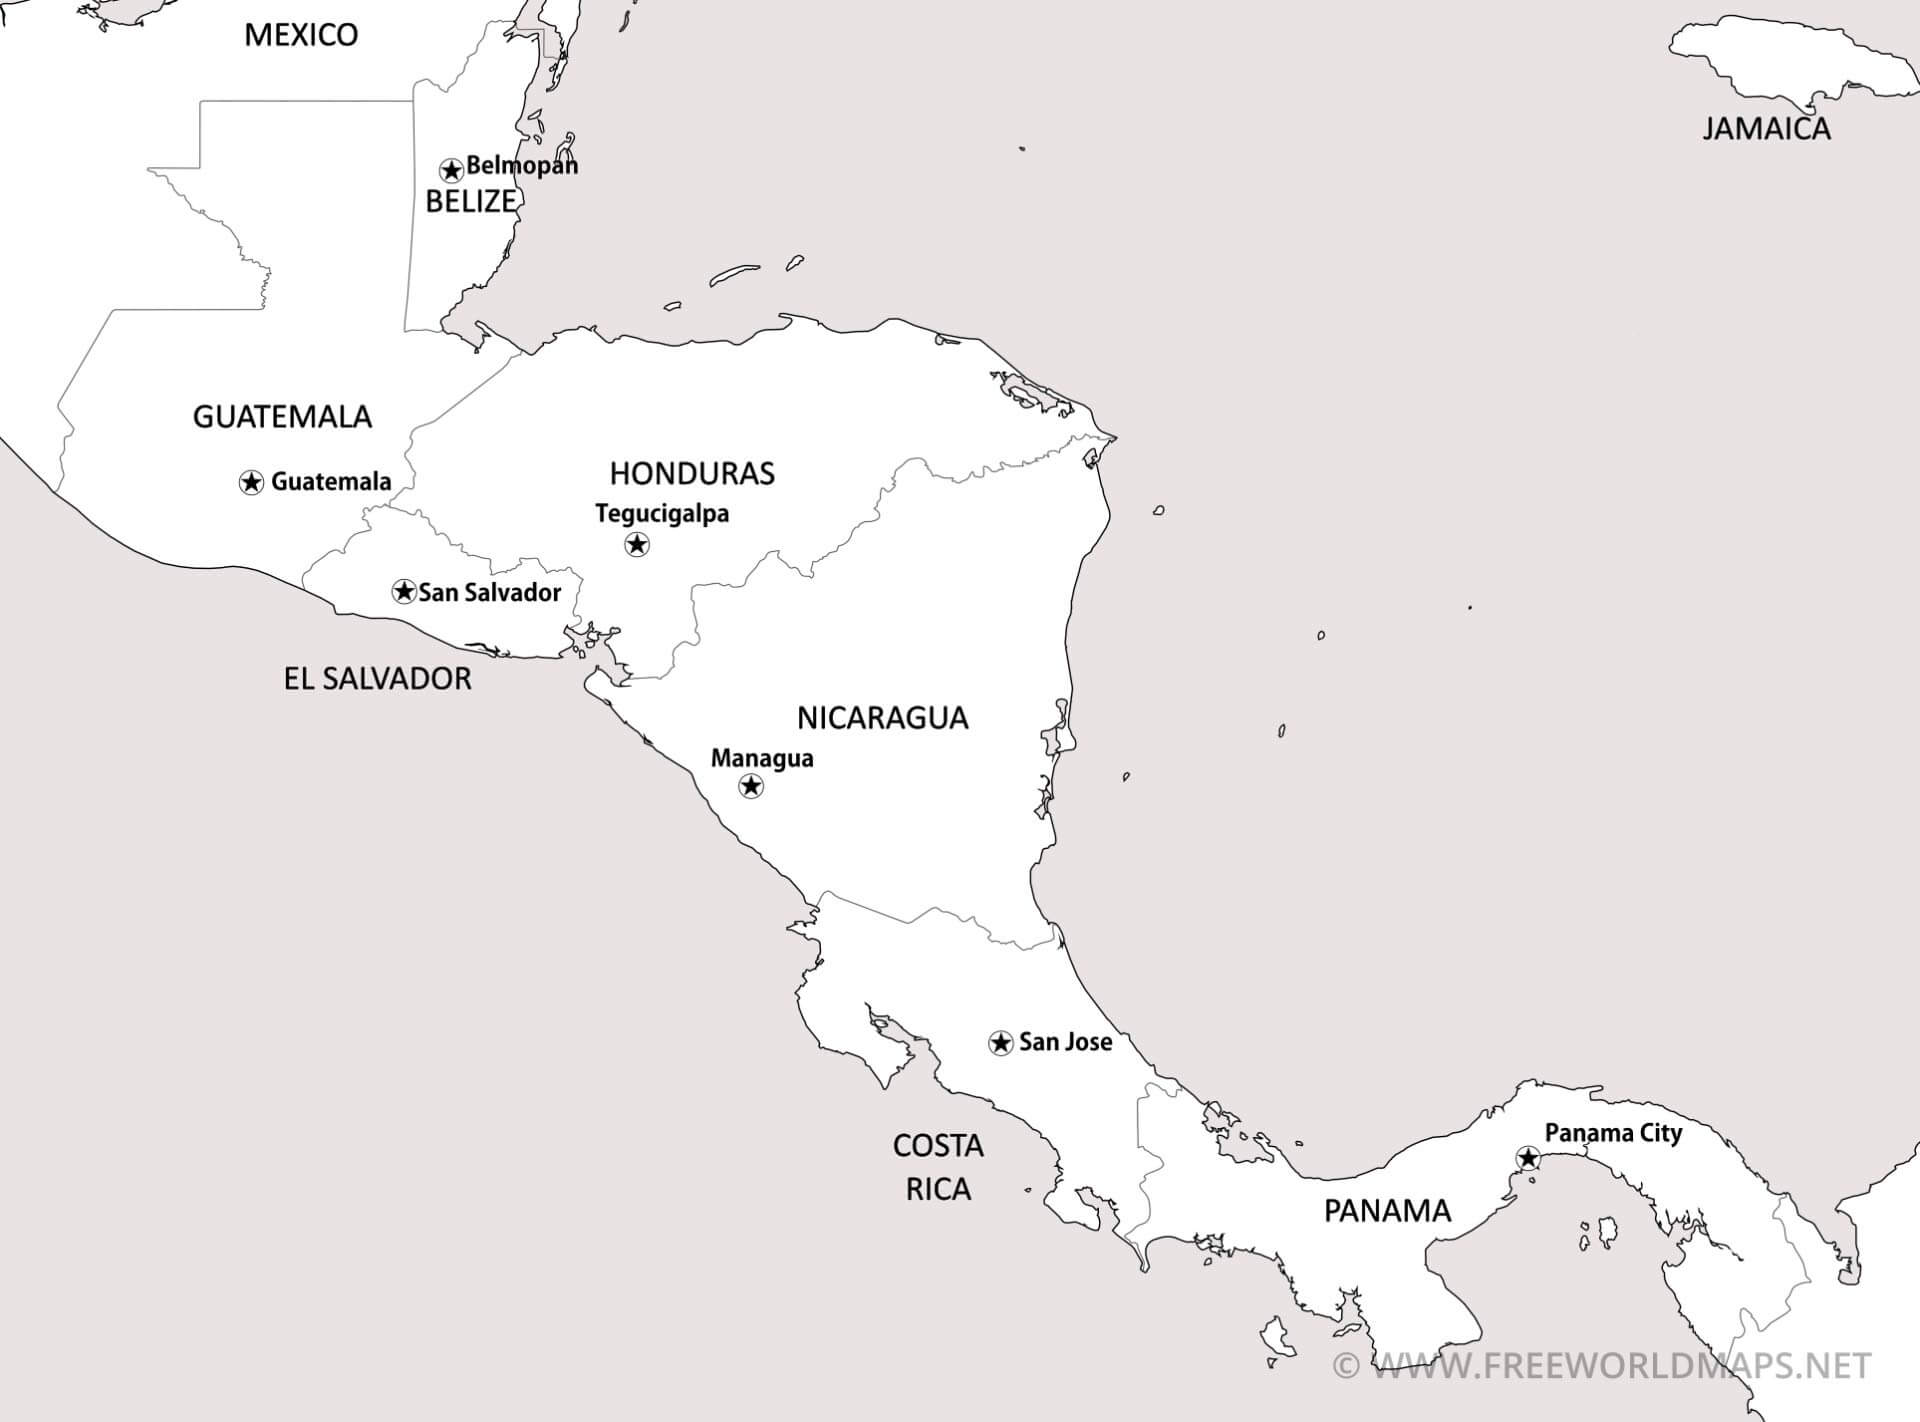 MEXICO
JAMAICA
Belmopan
BELIZE
GUATEMALA
Guatemala
HONDURAS
Tegucigalpa
San Salvador
EL SALVADOR
NICARAGUA
Managua
San Jose
COSTA
RICA
Panama City
PANAMA
© WWW.FREEWORLDMAPS.NET